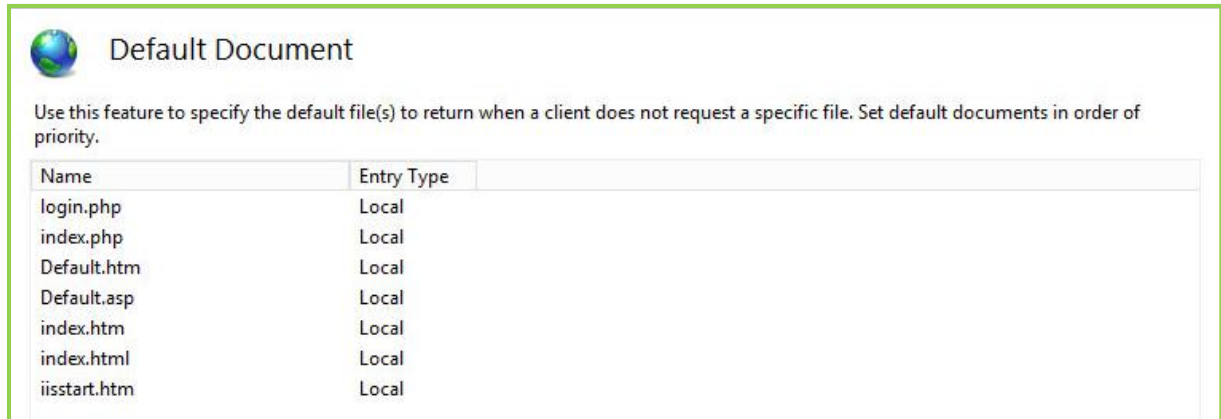 Default Document
Use this feature to specify the default file(s) to return when a client does not request a specific file. Set default documents in order of
priority.
Name Entry Type
login.php Local
index.php Local
Default.htm Local
Default.asp Local
index.htm Local
index.html Local
iisstart.htm Local